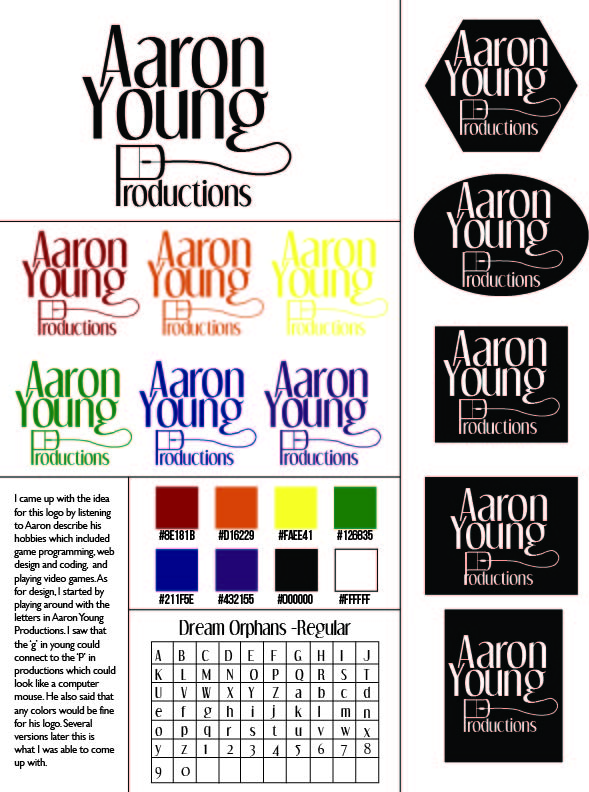 Aaron
Young
Productions
Aaron
Young
Productions
Aaron
Young
Productions
Aaron
Young
Productions
Aaron
Young
Productions
Aaron
Young
Productions
Aaron
Young
Productions
I came up with the idea
for this logo by listening
to Aaron describe his
hobbies which included
game programming, web
design and coding, and
playing video games. As
for design, I started by
playing around with the
letters in Aaron Young
Productions. I saw that
the 'g' in young could
connect to the 'P' in
productions which could
look like a computer
mouse. He also said that
any colors would be fine
for his logo. Several
versions later this is
what I was able to come
up with.
#8E181B #D16229 #FAEE41 #126835
#211F5E #432155 #000000 #FFFFFF
Dream Orphans -Regular
A B C D E F G H I J
K L M N O P Q R S T
U V W X Y Z a b c d
e f g h i j k l m n
o p q r s t u v w x
y z 1 2 3 4 5 6 7 8
9 0
Aaron
Young
Productions
Aaron
Young
Productions
Aaron
Young
Productions
Aaron
Young
Productions
Aaron
Young
Productions